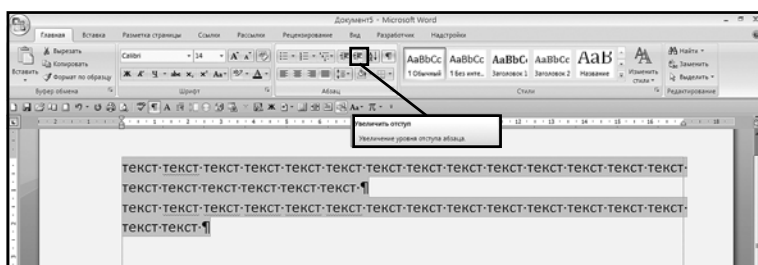 Документ5 - Microsoft Word
Главная Вставка Разметка страницы Ссылки Рассылки Рецензирование Вид Разработчик Надстройки
Вставить
Вырезать
Копировать
Формат по образцу
Буфер обмена
Calibri 14
Шрифт
Абзац
AaBbCc AaBbCc AaBbC AaBbCc АаВ
1 Обычный 1 Без инте... Заголовок 1 Заголовок 2 Название
Изменить стили
Стили
Найти
Заменить
Выделить
Редактирование
Увеличить отступ
Увеличение уровня отступа абзаца.
текст·текст·текст·текст·текст·текст·текст·текст·текст·текст·текст·текст·текст·текст·
текст·текст·текст·текст·текст·текст·¶
текст·текст·текст·текст·текст·текст·текст·текст·текст·текст·текст·текст·текст·текст·
текст·текст·¶